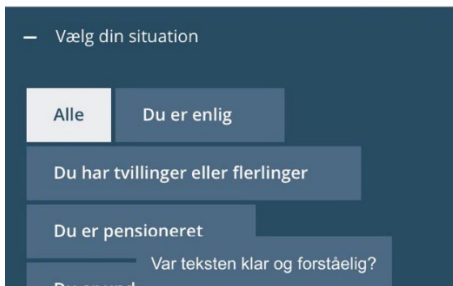 – Vælg din situation
Alle
Du er enlig
Du har tvillinger eller flerlinger
Du er pensioneret
Var teksten klar og forståelig?